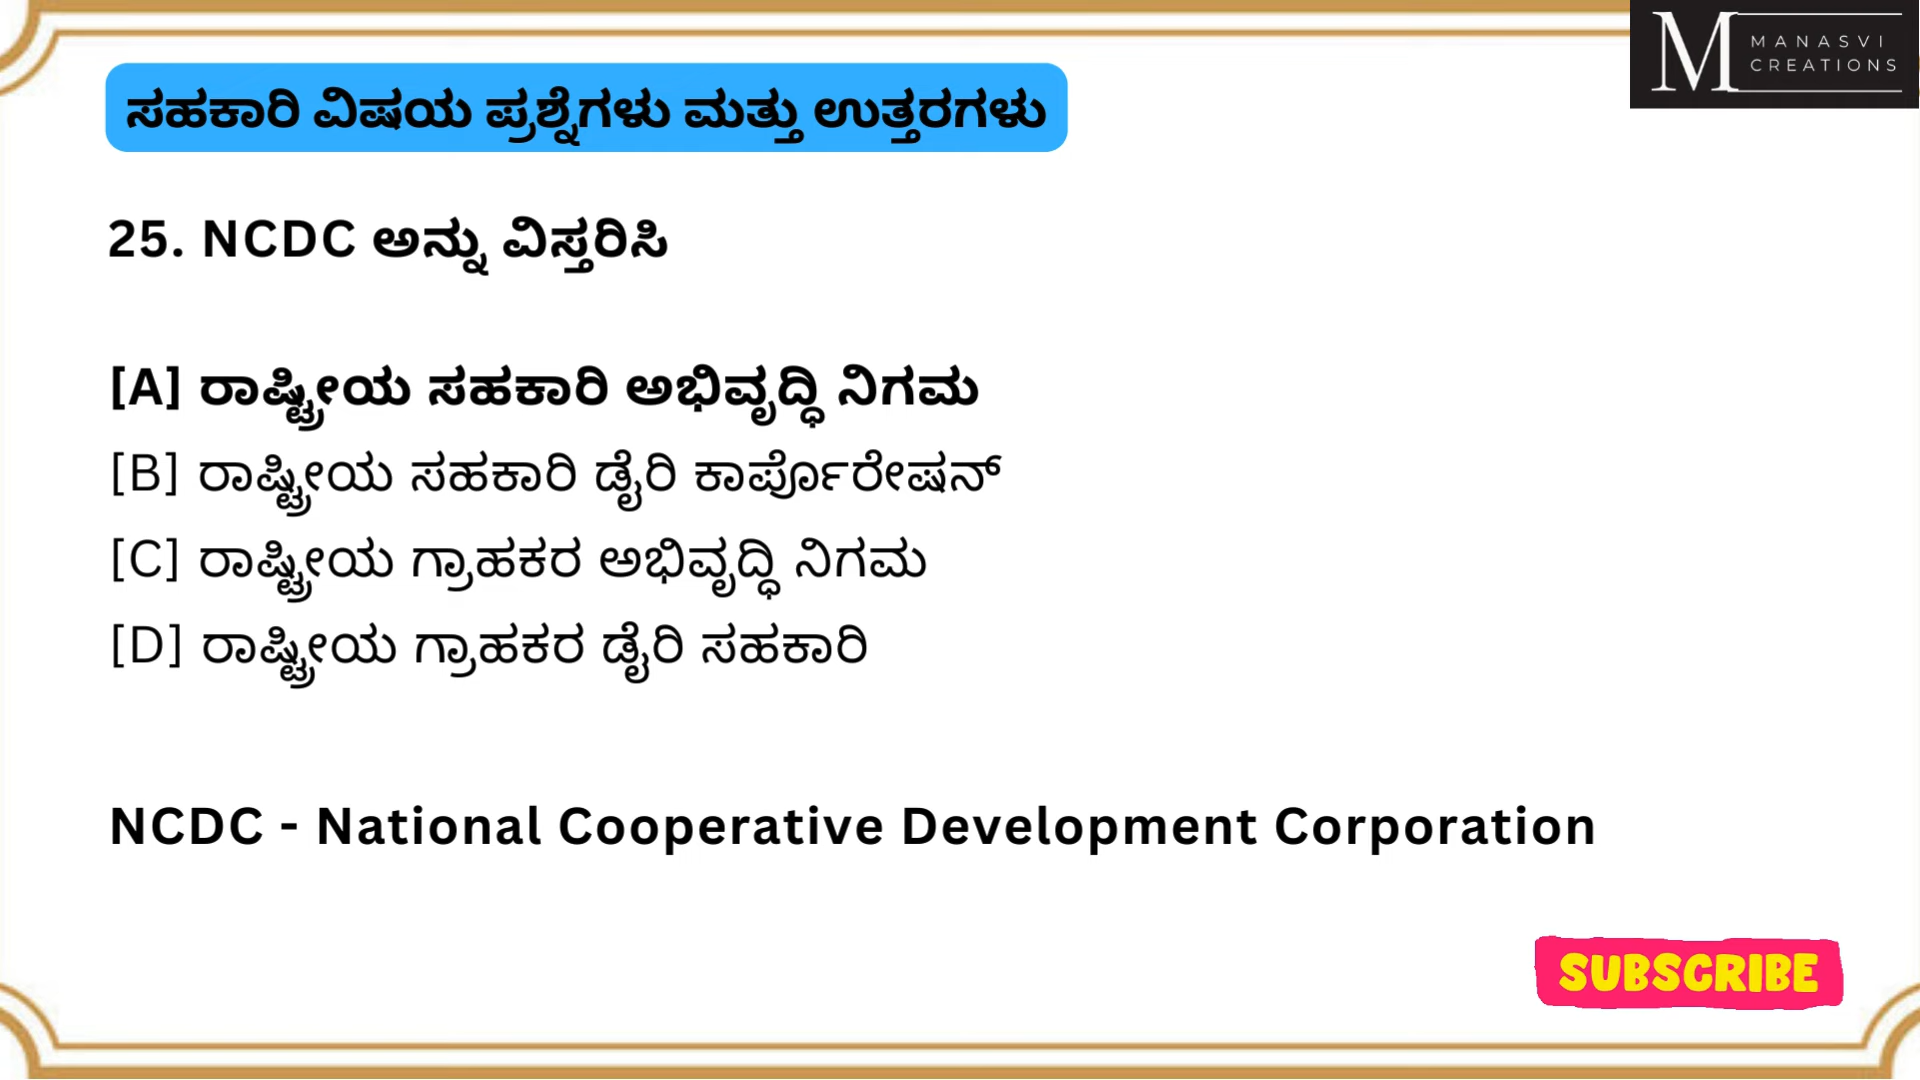 MANASVI
CREATIONS
ಸಹಕಾರಿ ವಿಷಯ ಪ್ರಶ್ನೆಗಳು ಮತ್ತು ಉತ್ತರಗಳು
25. NCDC ಅನ್ನು ವಿಸ್ತರಿಸಿ
[A] ರಾಷ್ಟ್ರೀಯ ಸಹಕಾರಿ ಅಭಿವೃದ್ಧಿ ನಿಗಮ
[B] ರಾಷ್ಟ್ರೀಯ ಸಹಕಾರಿ ಡೈರಿ ಕಾರ್ಪೊರೇಷನ್
[C] ರಾಷ್ಟ್ರೀಯ ಗ್ರಾಹಕರ ಅಭಿವೃದ್ಧಿ ನಿಗಮ
[D] ರಾಷ್ಟ್ರೀಯ ಗ್ರಾಹಕರ ಡೈರಿ ಸಹಕಾರಿ
NCDC - National Cooperative Development Corporation
SUBSCRIBE